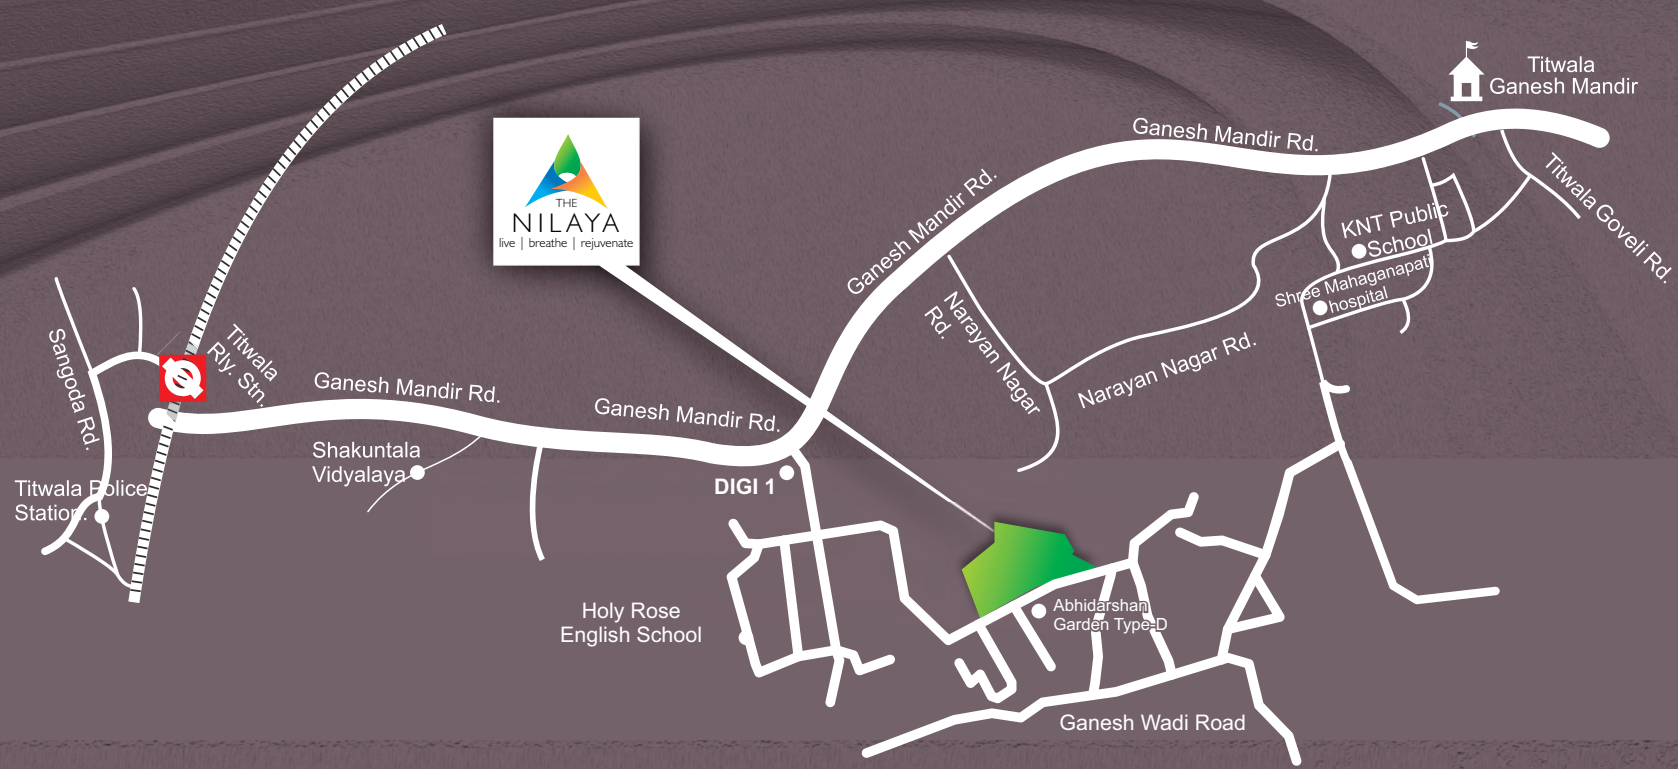 Titwala
Ganesh Mandir
Ganesh Mandir Rd.
Ganesh Mandir Rd.
Titwala Goveli Rd.
THE
NILAYA
live | breathe | rejuvenate
KNT Public
School
Shree Mahaganapati
hospital
Narayan Nagar
Rd.
Narayan Nagar Rd.
Sangoda Rd.
Titwala
Rly. Stn.
Ganesh Mandir Rd.
Ganesh Mandir Rd.
Shakuntala
Vidyalaya
DIGI 1
Titwala Police
Station.
Holy Rose
English School
Abhidarshan
Garden Type-D
Ganesh Wadi Road